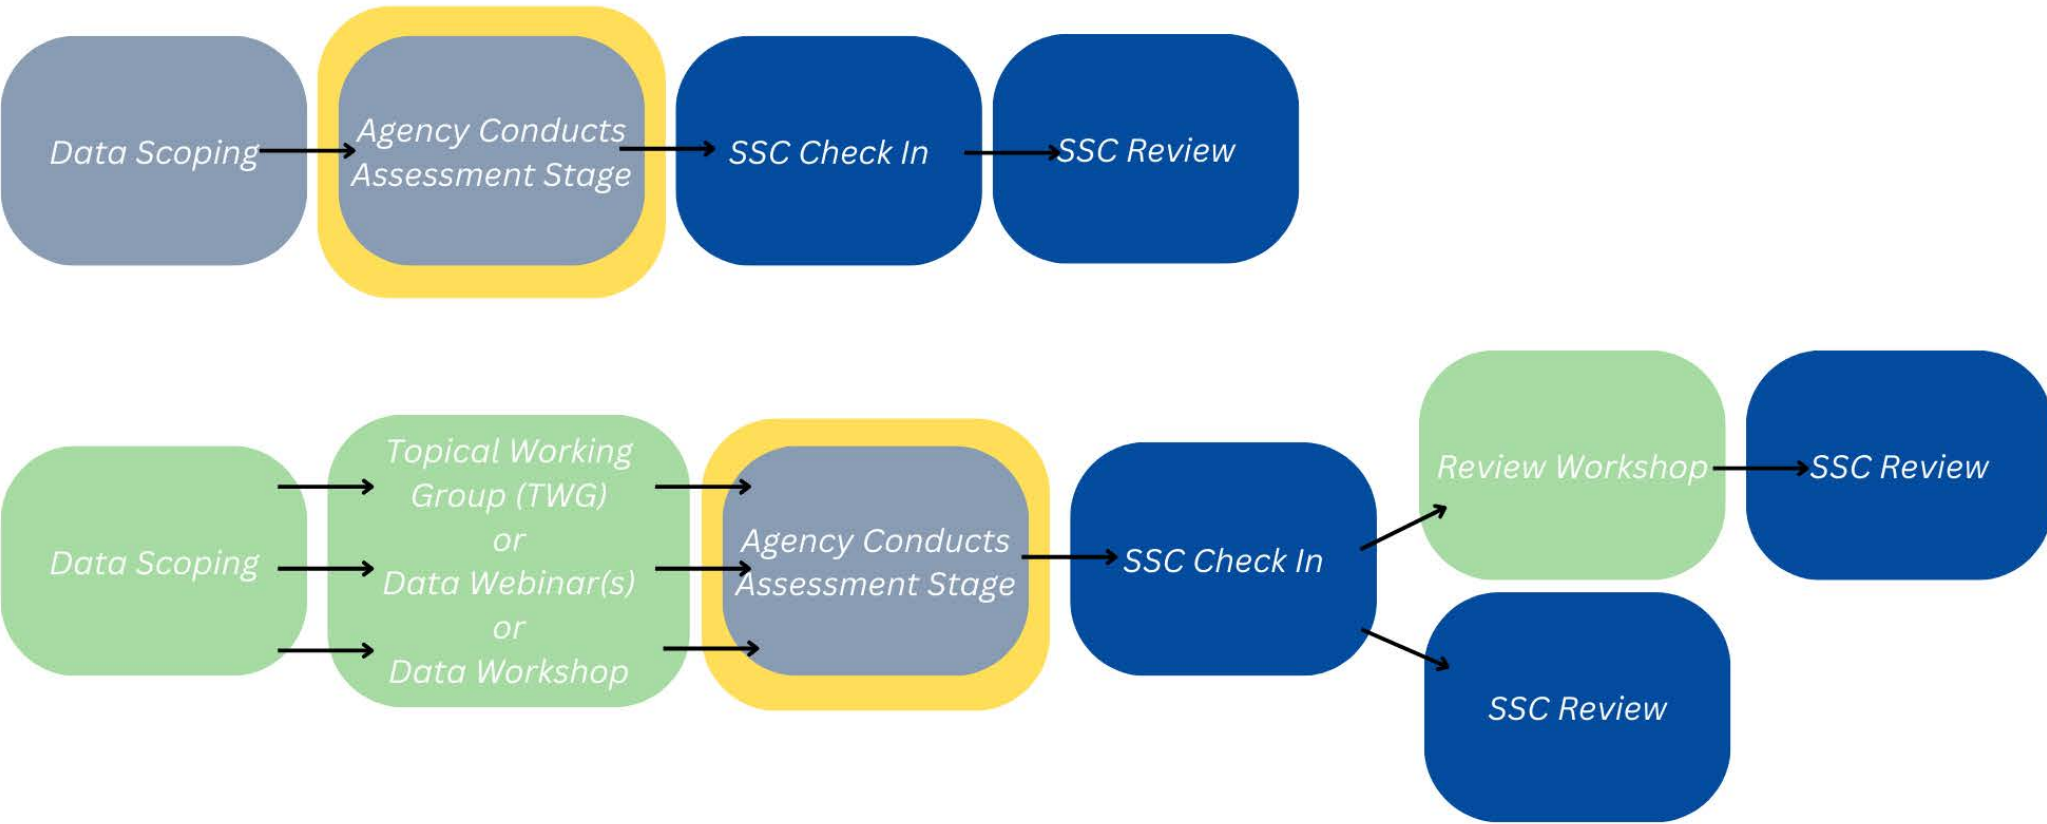 Data Scoping
Agency Conducts
Assessment Stage
SSC Check In
SSC Review
Data Scoping
Topical Working
Group (TWG)
or
Data Webinar(s)
or
Data Workshop
Agency Conducts
Assessment Stage
SSC Check In
Review Workshop
SSC Review
SSC Review